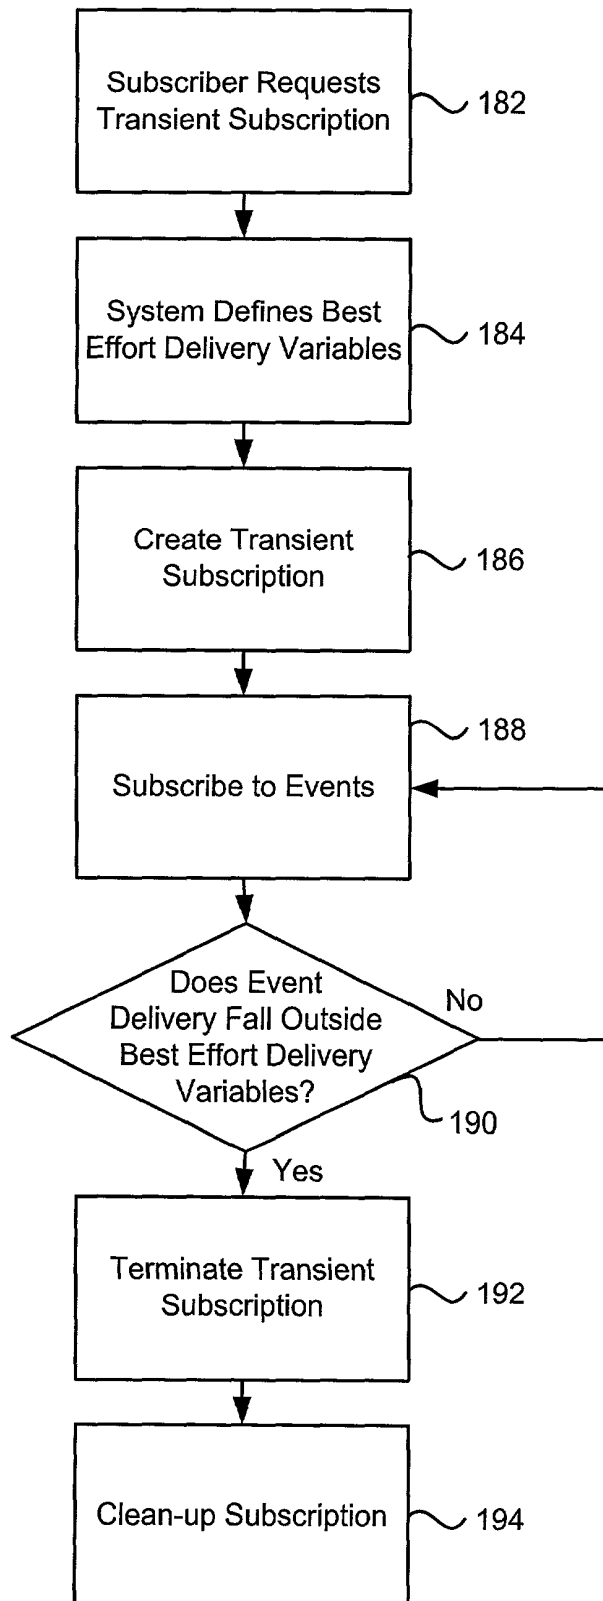 Subscriber Requests
Transient Subscription
182
System Defines Best
Effort Delivery Variables
184
Create Transient
Subscription
186
188
Subscribe to Events
Does Event
Delivery Fall Outside
Best Effort Delivery
Variables?
No
190
Yes
Terminate Transient
Subscription
192
Clean-up Subscription
194